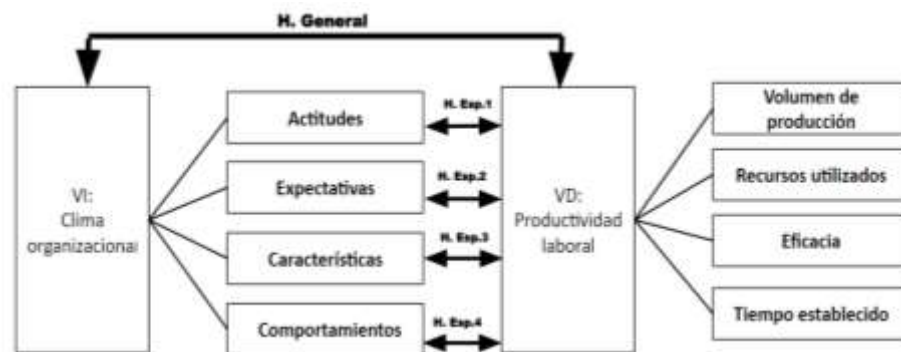 H. General
VI:
Clima
organizacional
Actitudes
Expectativas
Características
Comportamientos
H. Esp.1
H. Esp.2
H. Esp.3
H. Esp.4
VD:
Productividad
laboral
Volumen de
producción
Recursos utilizados
Eficacia
Tiempo establecido